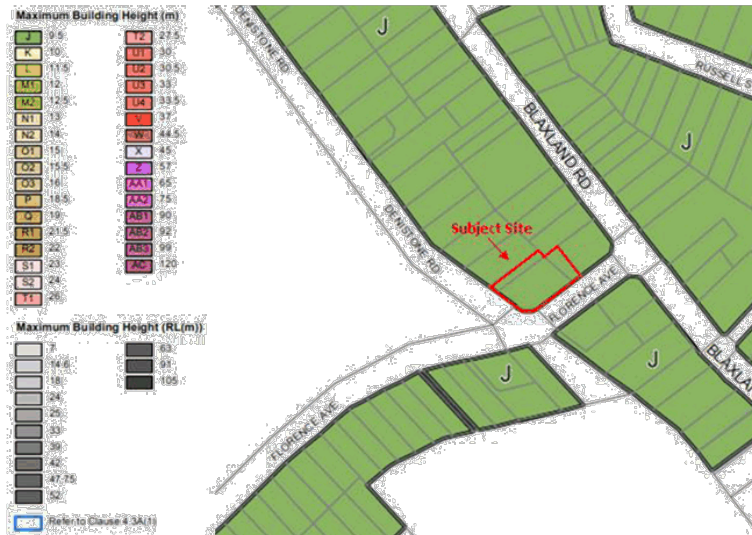 Maximum Building Height (m)
J 9.5
K 10
L 11.5
M1 12
M2 12.5
N1 13
N2 14
O1 15
O2 15.5
O3 16
P 18.5
Q 19
R1 21.5
R2 22
S1 23
S2 24
T1 26
T2 27.5
U1 30
U2 30.5
U3 33
U4 33.5
V 37
W 44.5
X 45
Z 57
AA1 65
AA2 75
AB1 90
AB2 92
AB3 99
AC 120
Maximum Building Height (RL(m))
7
14.6
18
24
25
33
39
42
47.75
52
63
91
105
Refer to Clause 4.3A(1)
DENISTONE RD
J
RUSSELL S
BLAXLAND RD
J
DENISTONE RD
Subject Site
FLORENCE AVE
J
BLAXLA
J
FLORENCE AVE